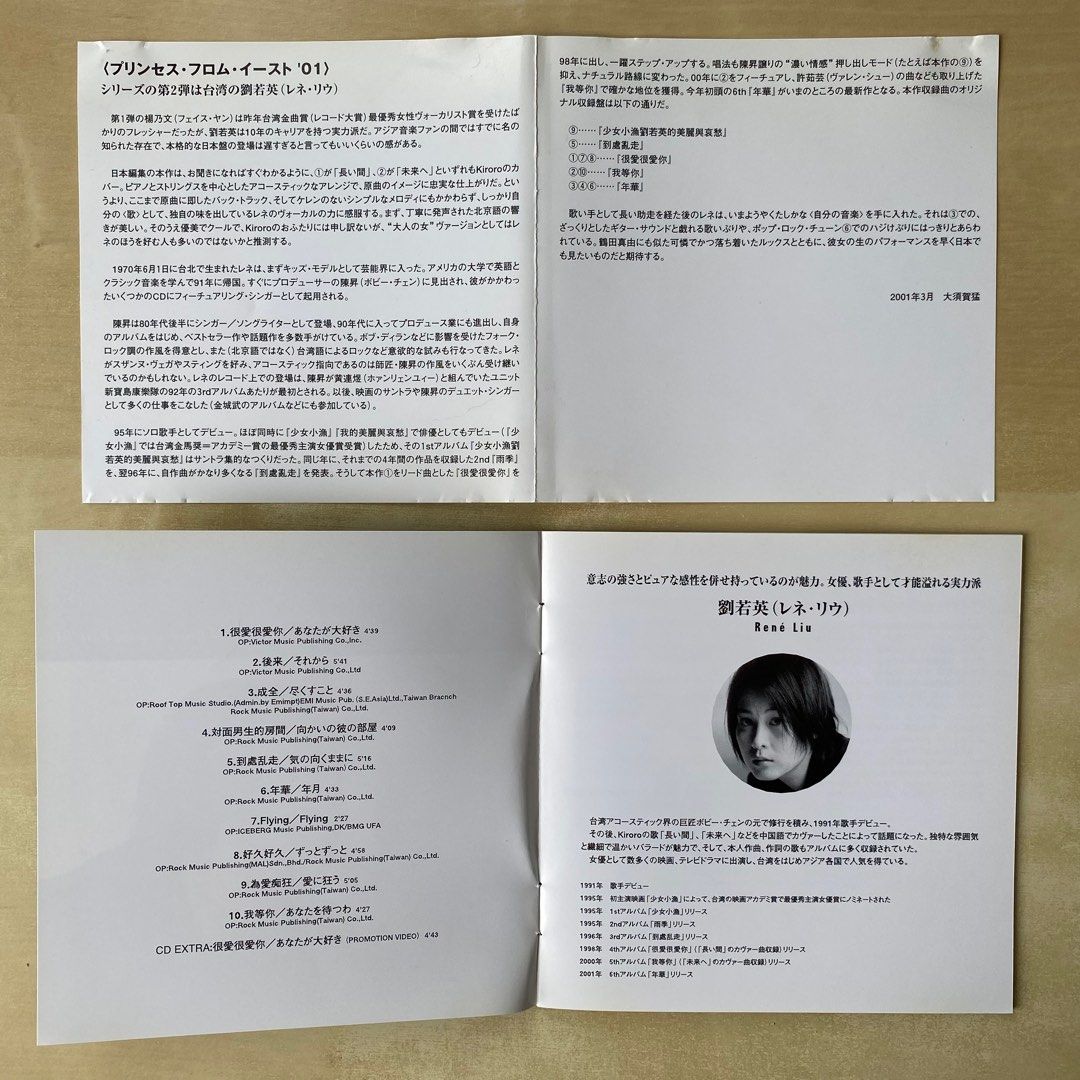 〈プリンセス・フロム・イースト '01〉
シリーズの第2弾は台湾の劉若英（レネ・リウ）
第1弾の楊乃文（フェイス・ヤン）は昨年台湾金曲賞（レコード大賞）最優秀女性ヴォーカリスト賞を受けたば
かりのフレッシャーだったが、劉若英は10年のキャリアを持つ実力派だ。アジア音楽ファンの間ではすでに名の
知られた存在で、本格的な日本盤の登場は遅すぎると言ってもいいくらいの感がある。
日本編集の本作は、お聞きになればすぐわかるように、①が「長い間」、②が「未来へ」といずれもKiroroのカ
バー。ピアノとストリングスを中心としたアコースティックなアレンジで、原曲のイメージに忠実な仕上がりだ。とい
うより、ここまで原曲に即したバック・トラック、そしてケレンのないシンプルなメロディにもかかわらず、しっかり自
分の〈歌〉として、独自の味を出しているレネのヴォーカルの力に感服する。まず、丁寧に発声された北京語の響
きが美しい。そのうえ優美でクールで、Kiroroのおふたりには申し訳ないが、“大人の女”ヴァージョンとしてはレ
ネのほうを好む人も多いのではないかと推測する。
1970年6月1日に台北で生まれたレネは、まずキッズ・モデルとして芸能界に入った。アメリカの大学で英語と
クラシック音楽を学んで91年に帰国。すぐにプロデューサーの陳昇（ボビー・チェン）に見出され、彼がかかわっ
たいくつかのCDにフィーチュアリング・シンガーとして起用される。
陳昇は80年代後半にシンガー／ソングライターとして登場、90年代に入ってプロデュース業にも進出し、自身
のアルバムをはじめ、ベストセラー作や話題作を多数手がけている。ボブ・ディランなどに影響を受けたフォーク・
ロック調の作風を得意とし、また（北京語ではなく）台湾語によるロックなど意欲的な試みも行なってきた。レネ
がスザンヌ・ヴェガやスティングを好み、アコースティック指向であるのは師匠・陳昇の作風をいくぶん受け継い
でいるのかもしれない。レネのレコード上での登場は、陳昇が黄連煜（ホァンリェンユィー）と組んでいたユニット
新寶島康樂隊の92年の3rdアルバムあたりが最初とされる。以後、映画のサントラや陳昇のデュエット・シンガー
として多くの仕事をこなした（金城武のアルバムなどにも参加している）。
95年にソロ歌手としてデビュー。ほぼ同時に『少女小漁』『我的美麗與哀愁』で俳優としてもデビュー（『少
女小漁』では台湾金馬奨＝アカデミー賞の最優秀主演女優賞受賞）したため、その1stアルバム『少女小漁劉
若英的美麗與哀愁』はサントラ集的なつくりだった。同じ年に、それまでの4年間の作品を収録した2nd『雨季』
を、翌96年に、自作曲がかなり多くなる『到處亂走』を発表。そうして本作①をリード曲とした『很愛很愛你』を
98年に出し、一躍ステップ・アップする。唱法も陳昇譲りの“濃い情感”押し出しモード（たとえば本作の⑨）を
抑え、ナチュラル路線に変わった。00年に②をフィーチュアし、許茹芸（ヴァレン・シュー）の曲なども取り上げた
『我等你』で確かな地位を獲得。今年初頭の6th『年華』がいまのところの最新作となる。本作収録曲のオリジ
ナル収録盤は以下の通りだ。
⑨……『少女小漁劉若英的美麗與哀愁』
⑤……『到處亂走』
①⑦⑧……『很愛很愛你』
②⑩……『我等你』
③④⑥……『年華』
歌い手として長い助走を経た後のレネは、いまようやくたしかな〈自分の音楽〉を手に入れた。それは③での、
ざっくりとしたギター・サウンドと戯れる歌いぶりや、ポップ・ロック・チューン⑥でのハジけぶりにはっきりとあらわ
れている。鶴田真由にも似た可憐でかつ落ち着いたルックスとともに、彼女の生のパフォーマンスを早く日本で
も見たいものだと期待する。
2001年3月　大須賀猛
1.很愛很愛你／あなたが大好き 4'39
OP:Victor Music Publishing Co.,Inc.
2.後来／それから 5'41
OP:Victor Music Publishing Co.,Ltd
3.成全／尽くすこと 4'36
OP:Roof Top Music Studio.(Admin.by Emimpt)EMI Music Pub. (S.E.Asia)Ltd.,Taiwan Bracnch
Rock Music Publishing(Taiwan) Co.,Ltd.
4.対面男生的房間／向かいの彼の部屋 4'09
OP:Rock Music Publishing(Taiwan) Co.,Ltd.
5.到處乱走／気の向くままに 5'16
OP:Rock Music Publishing (Taiwan) Co.,Ltd.
6.年華／年月 4'33
OP:Rock Music Publishing(Taiwan) Co.,Ltd.
7.Flying／Flying 2'27
OP:ICEBERG Music Publishing,DK/BMG UFA
8.好久好久／ずっとずっと 4'58
OP:Rock Music Publishing(MAL)Sdn.,Bhd./Rock Music Publishing(Taiwan) Co.,Ltd.
9.為愛痴狂／愛に狂う 5'05
OP:Rock Music Publishing(Taiwan) Co.,Ltd.
10.我等你／あなたを待つわ 4'27
OP:Rock Music Publishing(Taiwan) Co.,Ltd.
CD EXTRA:很愛很愛你／あなたが大好き (PROMOTION VIDEO) 4'43
意志の強さとピュアな感性を併せ持っているのが魅力。女優、歌手として才能溢れる実力派
劉若英（レネ・リウ）
René Liu
台湾アコースティック界の巨匠ボビー・チェンの元で修行を積み、1991年歌手デビュー。
その後、Kiroroの歌「長い間」、「未来へ」などを中国語でカヴァーしたことによって話題になった。独特な雰囲気
と繊細で温かいバラードが魅力で、そして、本人作曲、作詞の歌もアルバムに多く収録されていた。
女優として数多くの映画、テレビドラマに出演し、台湾をはじめアジア各国で人気を得ている。
1991年 歌手デビュー
1995年 初主演映画「少女小漁」によって、台湾の映画アカデミ賞で最優秀主演女優賞にノミネートされた
1995年 1stアルバム「少女小漁」リリース
1995年 2ndアルバム「雨季」リリース
1996年 3rdアルバム「到處乱走」リリース
1998年 4thアルバム「很愛很愛你」（「長い間」のカヴァー曲収録）リリース
2000年 5thアルバム「我等你」（「未来へ」のカヴァー曲収録）リリース
2001年 6thアルバム「年華」リリース